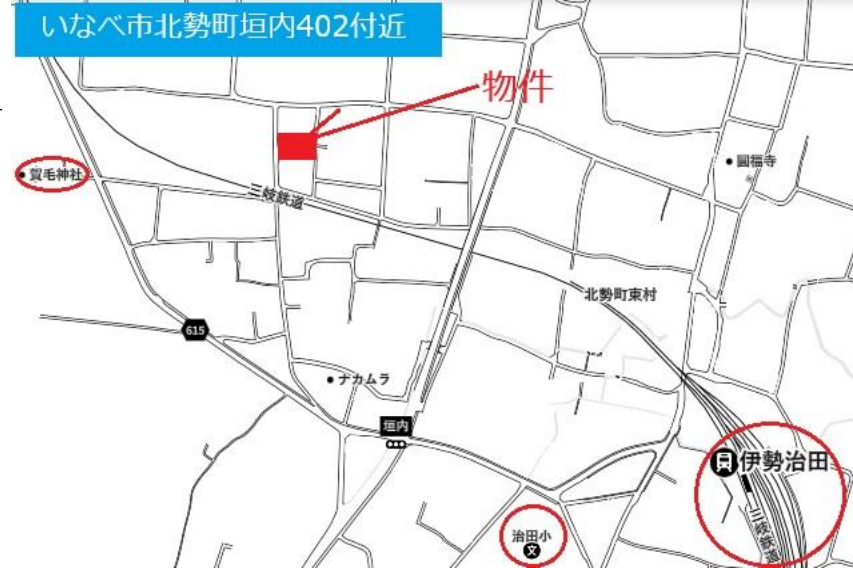 いなべ市北勢町垣内402付近
物件
圓福寺
賀毛神社
三岐鉄道
北勢町東村
615
ナカムラ
垣内
伊勢治田
治田小
文
三岐鉄道